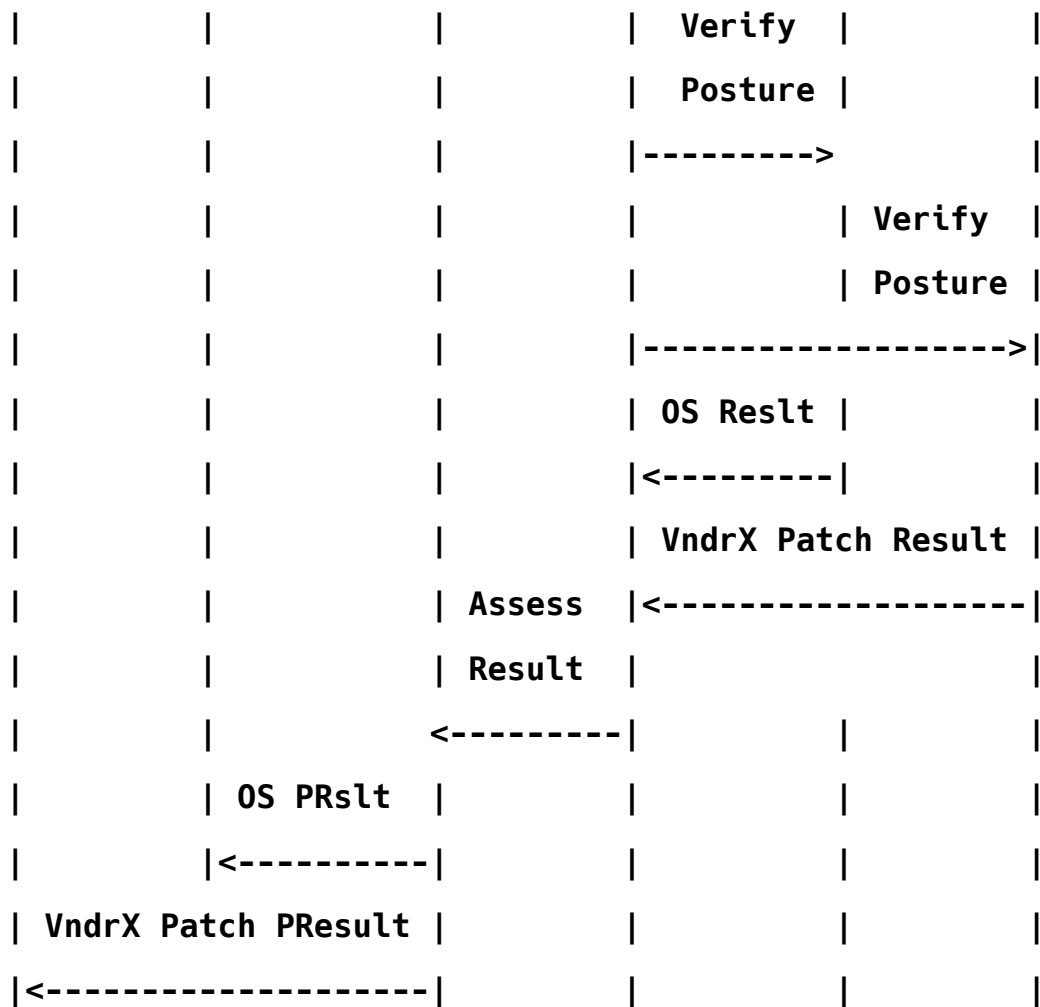 |         |           |         |  Verify  |         |
|         |           |         |  Posture |         |
|         |           |         |--------->          |
|         |           |         |          | Verify  |
|         |           |         |          | Posture |
|         |           |         |------------------->|
|         |           |         | OS Reslt |         |
|         |           |         |<---------|         |
|         |           |         | VndrX Patch Result |
|         |           | Assess  |<-------------------|
|         |           | Result  |                    |
|         |           <---------|          |         |
|         | OS PRslt  |         |          |         |
|         |<----------|         |          |         |
| VndrX Patch PResult |         |          |         |
|<--------------------|         |          |         |